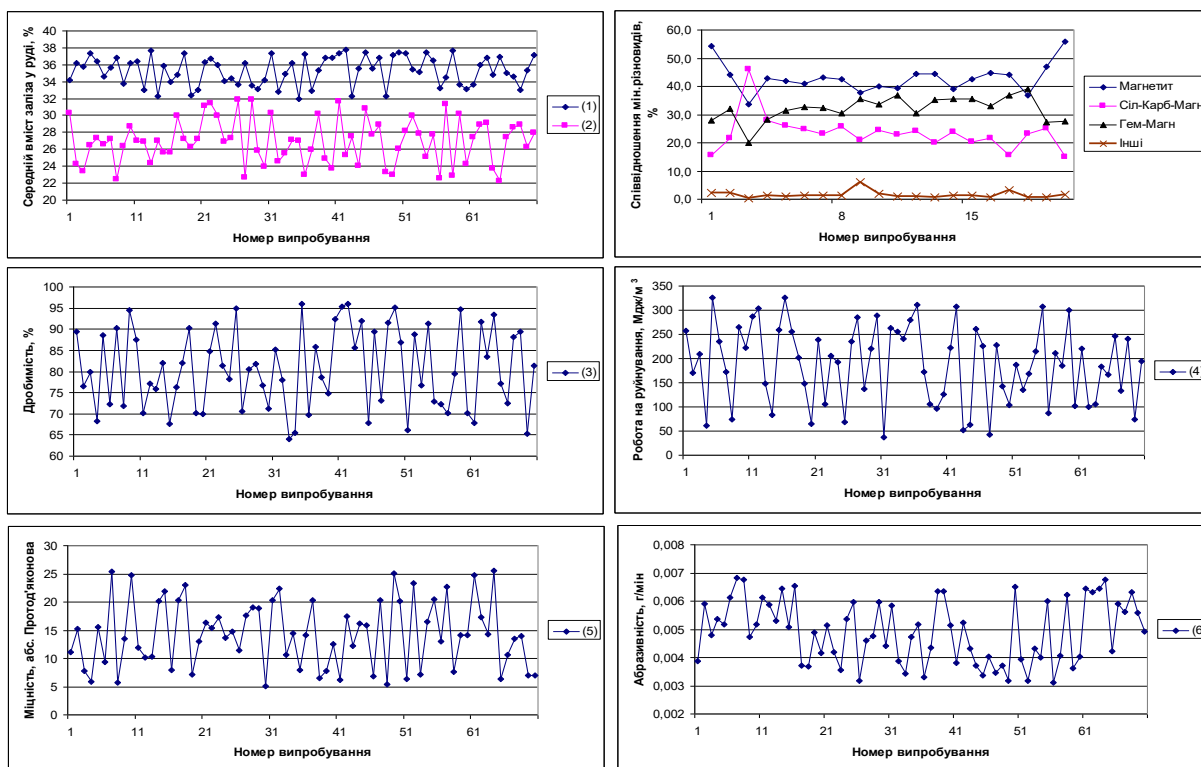 Середній вміст заліза у руді, %
40
38
36
34
32
30
28
26
24
22
20
1 11 21 31 41 51 61
Номер випробування
(1)
(2)
Співвідношення мін.різновидів, %
60,0
50,0
40,0
30,0
20,0
10,0
0,0
1 8 15
Номер випробування
Магнетит
Сіл-Карб-Магн
Гем-Магн
Інші
Дробимість, %
100
95
90
85
80
75
70
65
60
1 11 21 31 41 51 61
Номер випробування
(3)
Робота на руйнування, Мдж/м 3
350
300
250
200
150
100
50
0
1 11 21 31 41 51 61
Номер випробування
(4)
Міцність, абс. Протод'яконова
30
25
20
15
10
5
0
1 11 21 31 41 51 61
Номер випробування
(5)
Абразивність, г/мін
0,008
0,007
0,006
0,005
0,004
0,003
0,002
1 11 21 31 41 51 61
Номер випробування
(6)